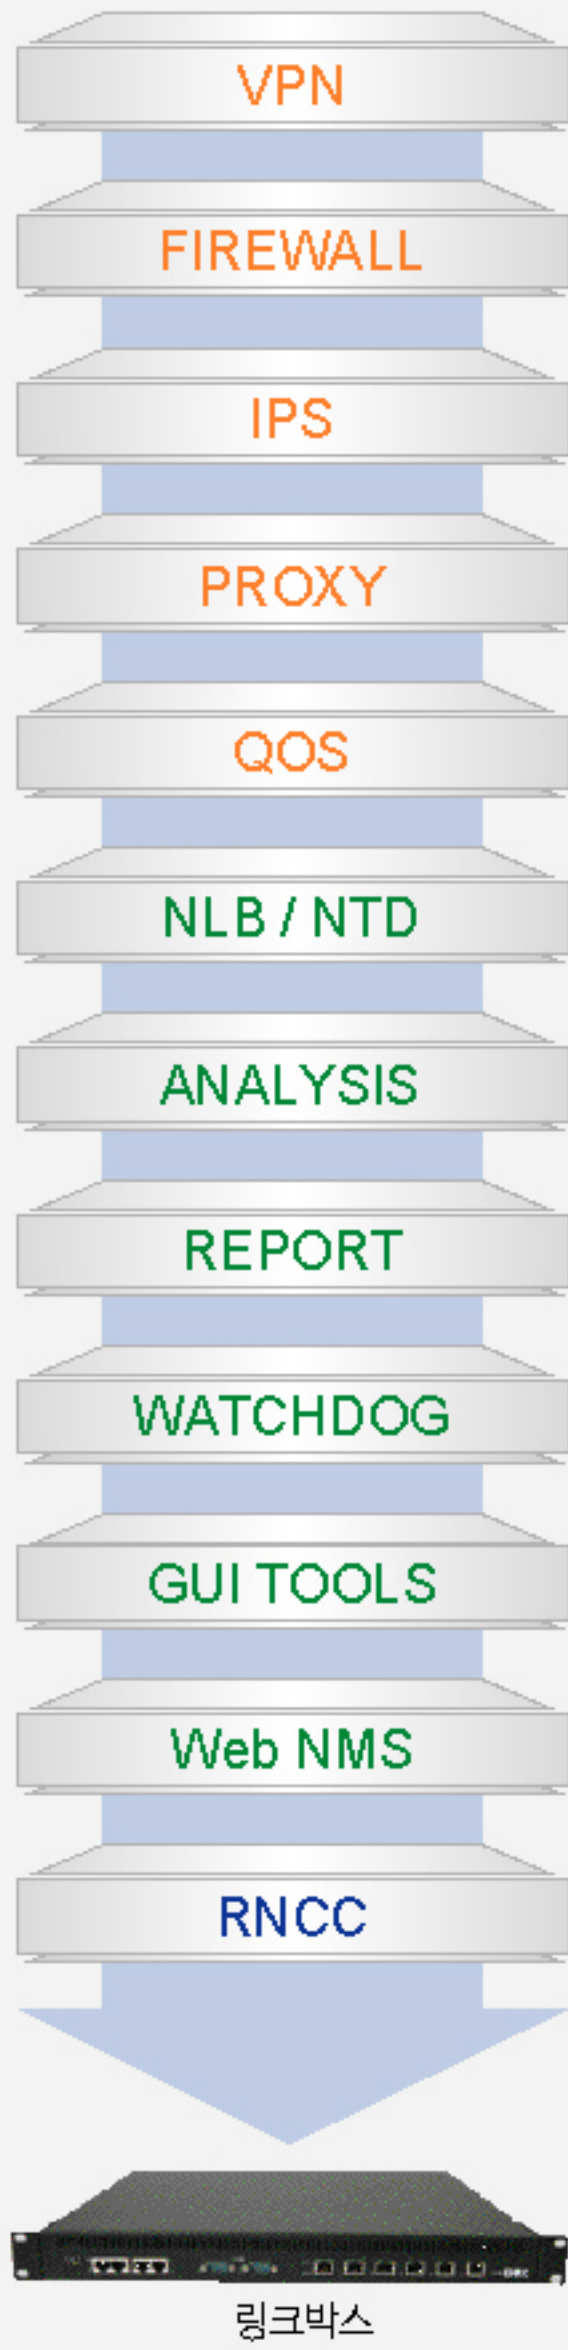 VPN
FIREWALL
IPS
PROXY
QOS
NLB / NTD
ANALYSIS
REPORT
WATCHDOG
GUI TOOLS
Web NMS
RNCC
링크박스